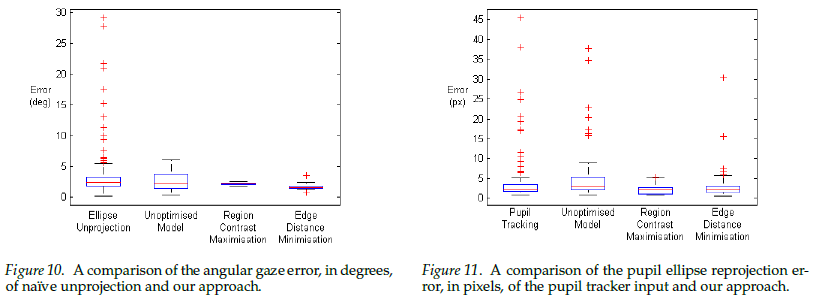 30
25
20
Error
(deg)
15
10
5
0
Ellipse
Unprojection
Unoptimised
Model
Region
Contrast
Maximisation
Edge
Distance
Minimisation
Figure 10. A comparison of the angular gaze error, in degrees,
of naïve unprojection and our approach.
45
40
35
30
Error
(px)
25
20
15
10
5
0
Pupil
Tracking
Unoptimised
Model
Region
Contrast
Maximisation
Edge
Distance
Minimisation
Figure 11. A comparison of the pupil ellipse reprojection er-
ror, in pixels, of the pupil tracker input and our approach.